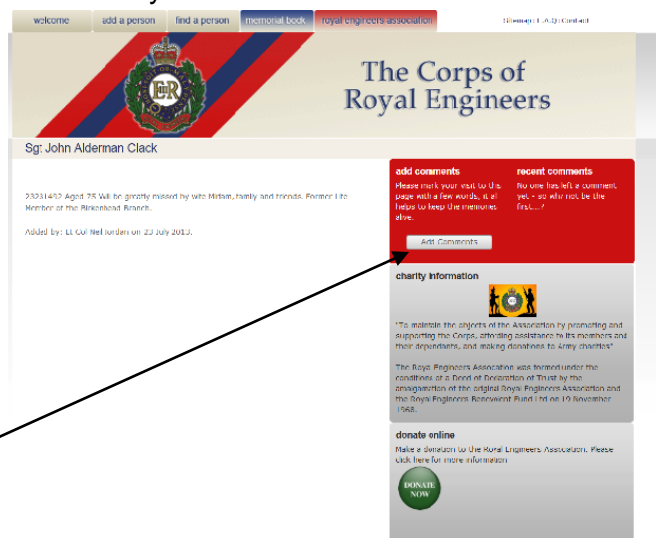 welcome
add a person
find a person
memorial book
royal engineers association
Sitemap F.A.Q Contact
The Corps of
Royal Engineers
Sgt John Alderman Clack
Aged 75 Will be greatly missed by wife Miriam, family and friends. Former Life
Member of the Birkenhead Branch.
Added by: Lt Col Neil Jordan on 23 July 2013.
add comments
Please mark your visit to this
page with a few words, it all
helps to keep the memories
alive.
Add Comments
recent comments
No one has left a comment
yet - so why not be the
first...?
charity information
"To maintain the objects of the Association by promoting and
supporting the Corps, affording assistance to its members and
their dependants, and making donations to Army charities"
The Royal Engineers Association was formed under the
conditions of a Deed of Declaration of Trust by the
amalgamation of the original Royal Engineers Association and
the Royal Engineers Benevolent Fund Ltd on 19 November
1968.
donate online
Make a donation to the Royal Engineers Association. Please
click here for more information
DONATE
NOW